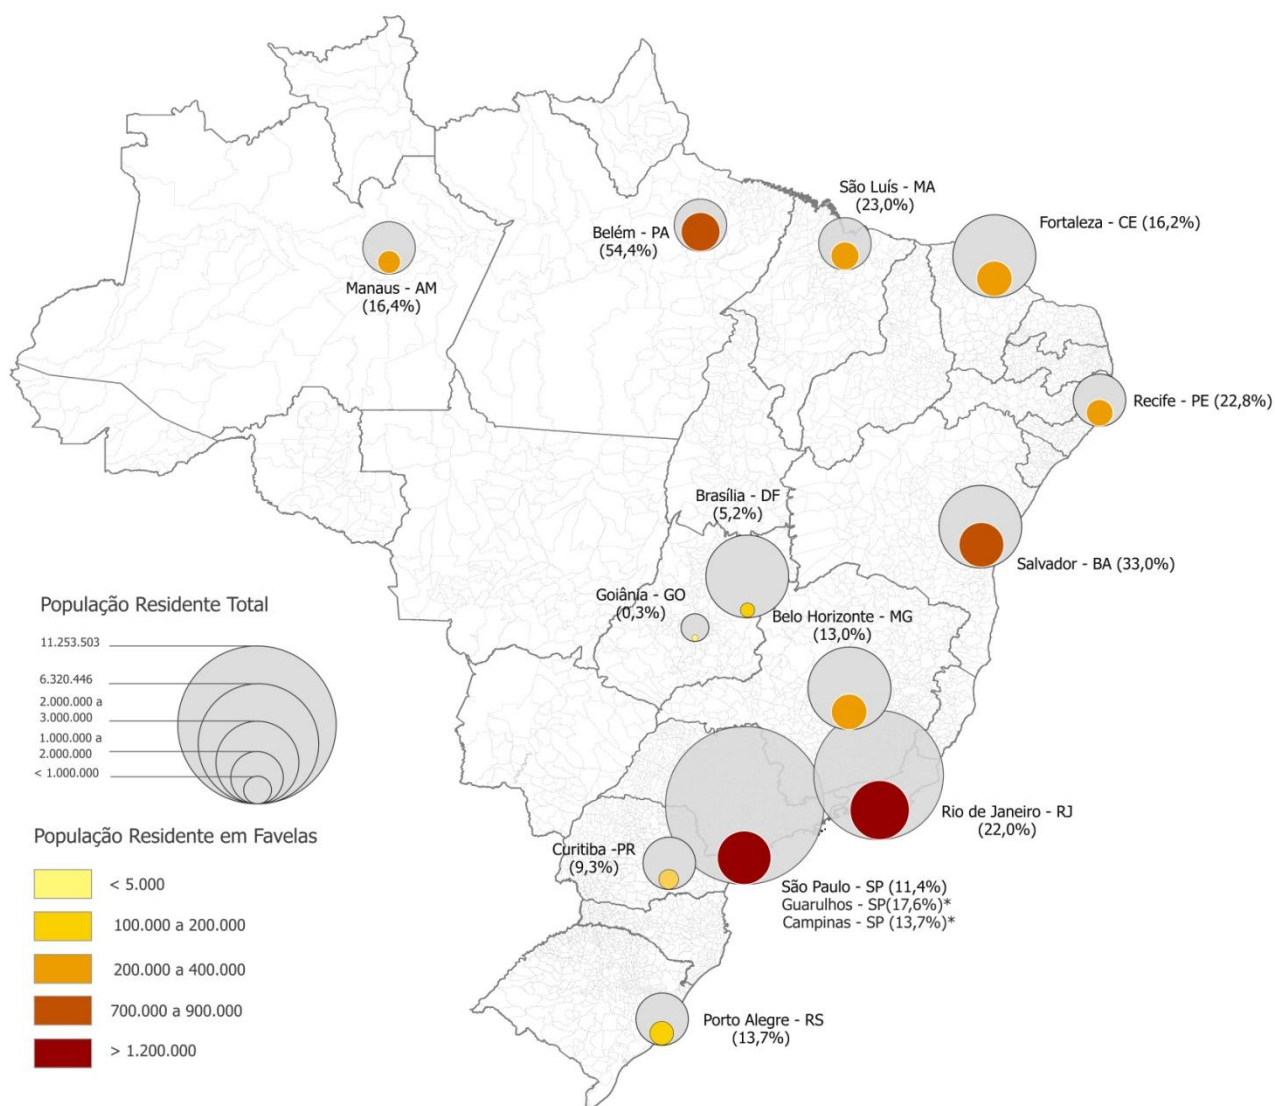 São Luís - MA
(23,0%)
Fortaleza - CE (16,2%)
Belém - PA
(54,4%)
Manaus - AM
(16,4%)
Recife - PE (22,8%)
Brasília - DF
(5,2%)
Salvador - BA (33,0%)
Goiânia - GO
(0,3%)
Belo Horizonte - MG
(13,0%)
População Residente Total
11.253.503
6.320.446
2.000.000 a
3.000.000
1.000.000 a
2.000.000
< 1.000.000
Rio de Janeiro - RJ
(22,0%)
Curitiba -PR
(9,3%)
São Paulo - SP (11,4%)
Guarulhos - SP(17,6%)*
Campinas - SP (13,7%)*
População Residente em Favelas
< 5.000
100.000 a 200.000
200.000 a 400.000
700.000 a 900.000
> 1.200.000
Porto Alegre - RS
(13,7%)